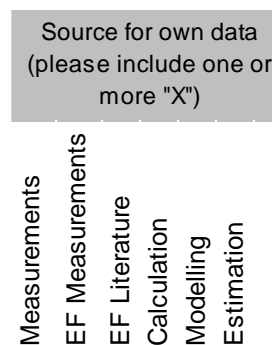 Source for own data
(please include one or
more "X")
Measurements
EF Measurements
EF Literature
Calculation
Modelling
Estimation